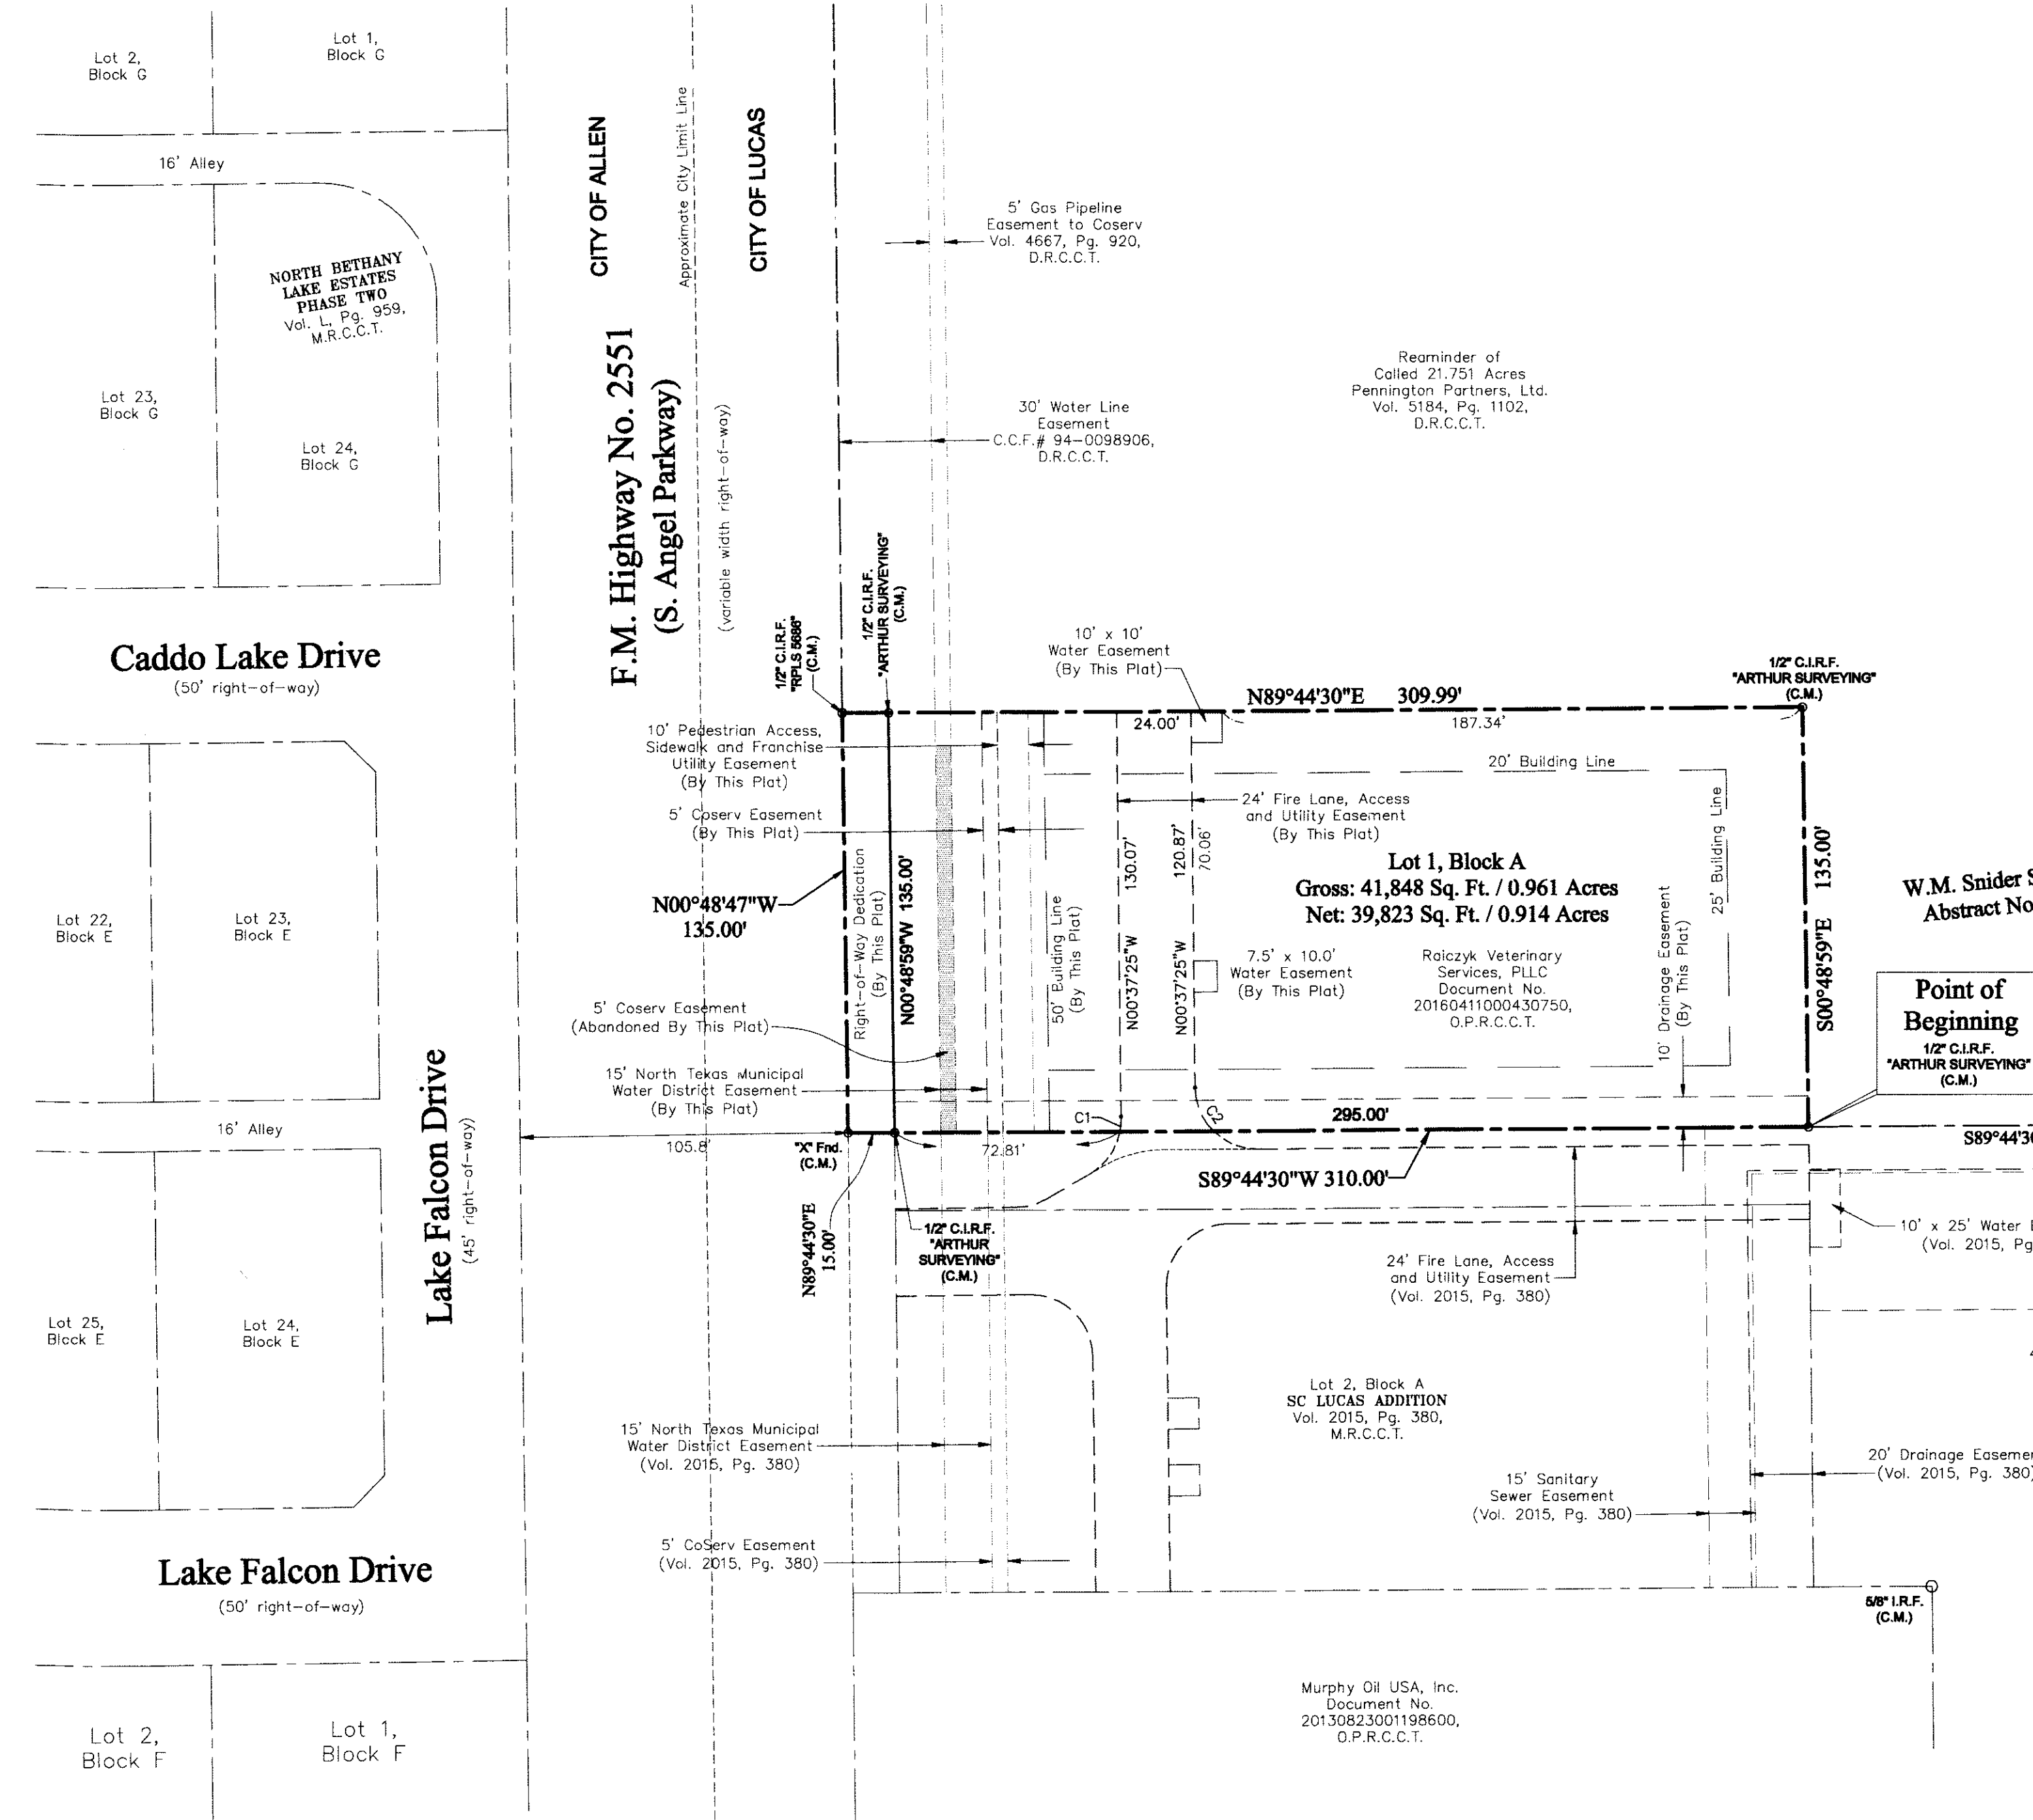 Lot 2,
Block G
Lot 1,
Block G
16' Alley
NORTH BETHANY
LAKE ESTATES
PHASE TWO
Vol. L, Pg. 959,
M.R.C.C.T.
Lot 23,
Block G
Lot 24,
Block G
Caddo Lake Drive
(50' right-of-way)
Lot 22,
Block E
Lot 23,
Block E
16' Alley
Lot 25,
Block E
Lot 24,
Block E
Lake Falcon Drive
(45' right-of-way)
Lake Falcon Drive
(50' right-of-way)
Lot 2,
Block F
Lot 1,
Block F
CITY OF ALLEN
Approximate City Limit Line
CITY OF LUCAS
F.M. Highway No. 2551
(S. Angel Parkway)
(variable width right-of-way)
5' Gas Pipeline
Easement to Coserv
Vol. 4667, Pg. 920,
D.R.C.C.T.
30' Water Line
Easement
C.C.F.# 94-0098906,
D.R.C.C.T.
Reaminder of
Called 21.751 Acres
Pennington Partners, Ltd.
Vol. 5184, Pg. 1102,
D.R.C.C.T.
1/2" C.I.R.F.
"RPLS 5686"
(C.M.)
1/2" C.I.R.F.
"ARTHUR SURVEYING"
(C.M.)
10' x 10'
Water Easement
(By This Plat)
N89°44'30"E 309.99'
24.00'
187.34'
1/2" C.I.R.F.
"ARTHUR SURVEYING"
(C.M.)
10' Pedestrian Access,
Sidewalk and Franchise
Utility Easement
(By This Plat)
5' Coserv Easement
(By This Plat)
N00°48'47"W
135.00'
5' Coserv Easement
(Abandoned By This Plat)
15' North Tekas Municipal
Water District Easement
(By This Plat)
Right-of-Way Dedication
(By This Plat)
N00°48'59"W 135.00'
50' Building Line
(By This Plat)
N00°37'25"W 130.07'
N00°37'25"W 120.87'
70.06'
20' Building Line
24' Fire Lane, Access
and Utility Easement
(By This Plat)
Lot 1, Block A
Gross: 41,848 Sq. Ft. / 0.961 Acres
Net: 39,823 Sq. Ft. / 0.914 Acres
7.5' x 10.0'
Water Easement
(By This Plat)
Raiczyk Veterinary
Services, PLLC
Document No.
20160411000430750,
O.P.R.C.C.T.
10' Drainage Easement
(By This Plat)
25' Building Line
S00°48'59"E 135.00'
W.M. Snider S
Abstract No
Point of
Beginning
1/2" C.I.R.F.
"ARTHUR SURVEYING"
(C.M.)
C1
C2
295.00'
105.8'
"X" Fnd.
(C.M.)
72.81'
S89°44'30"W 310.00'
S89°44'30
N89°44'30"E
15.00'
1/2" C.I.R.F.
"ARTHUR
SURVEYING"
(C.M.)
24' Fire Lane, Access
and Utility Easement
(Vol. 2015, Pg. 380)
10' x 25' Water E
(Vol. 2015, Pg
4
Lot 2, Block A
SC LUCAS ADDITION
Vol. 2015, Pg. 380,
M.R.C.C.T.
15' North Texas Municipal
Water District Easement
(Vol. 2015, Pg. 380)
15' Sanitary
Sewer Easement
(Vol. 2015, Pg. 380)
20' Drainage Easemen
(Vol. 2015, Pg. 380)
5' CoServ Easement
(Vol. 2015, Pg. 380)
5/8" I.R.F.
(C.M.)
Murphy Oil USA, Inc.
Document No.
20130823001198600,
O.P.R.C.C.T.